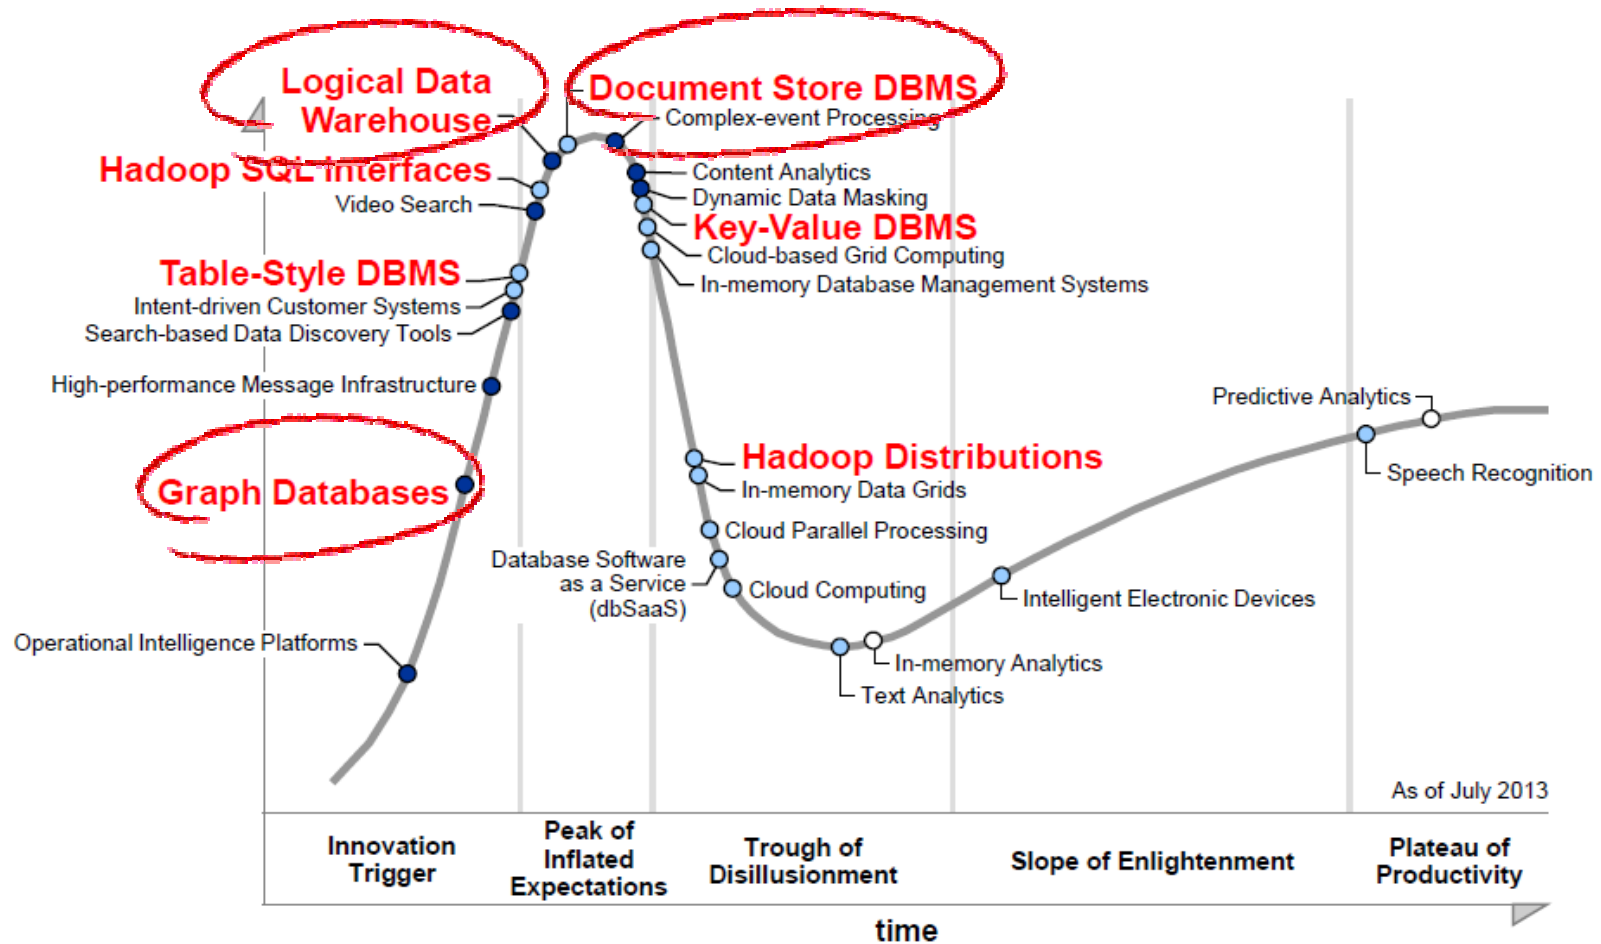 Logical Data
Warehouse
Document Store DBMS
Complex-event Processing
Hadoop SQL Interfaces
Video Search
Content Analytics
Dynamic Data Masking
Key-Value DBMS
Cloud-based Grid Computing
In-memory Database Management Systems
Table-Style DBMS
Intent-driven Customer Systems
Search-based Data Discovery Tools
High-performance Message Infrastructure
Graph Databases
Operational Intelligence Platforms
Hadoop Distributions
In-memory Data Grids
Cloud Parallel Processing
Database Software
as a Service
(dbSaaS)
Cloud Computing
In-memory Analytics
Text Analytics
Intelligent Electronic Devices
Predictive Analytics
Speech Recognition
As of July 2013
Innovation
Trigger
Peak of
Inflated
Expectations
Trough of
Disillusionment
Slope of Enlightenment
Plateau of
Productivity
time